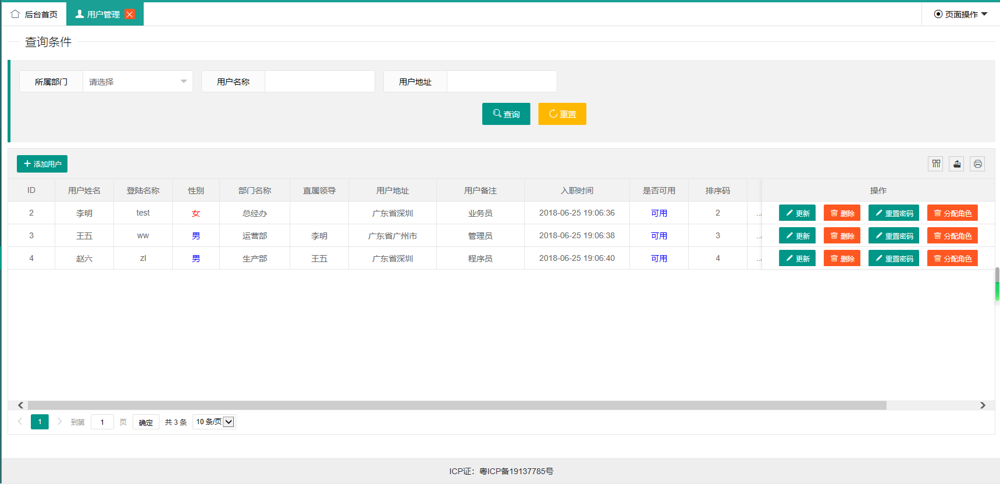 后台首页 用户管理 页面操作
查询条件
所属部门 请选择 用户名称 用户地址
查询 重置
添加用户
ID 用户姓名 登陆名称 性别 部门名称 直属领导 用户地址 用户备注 入职时间 是否可用 排序码 操作
2 李明 test 女 总经办 广东省深圳 业务员 2018-06-25 19:06:36 可用 2 ../ 更新 删除 重置密码 分配角色
3 王五 ww 男 运营部 李明 广东省广州市 管理员 2018-06-25 19:06:38 可用 3 ../ 更新 删除 重置密码 分配角色
4 赵六 zl 男 生产部 王五 广东省深圳 程序员 2018-06-25 19:06:40 可用 4 ../ 更新 删除 重置密码 分配角色
1 到第 1 页 确定 共 3 条 10 条/页
ICP证：粤ICP备19137785号